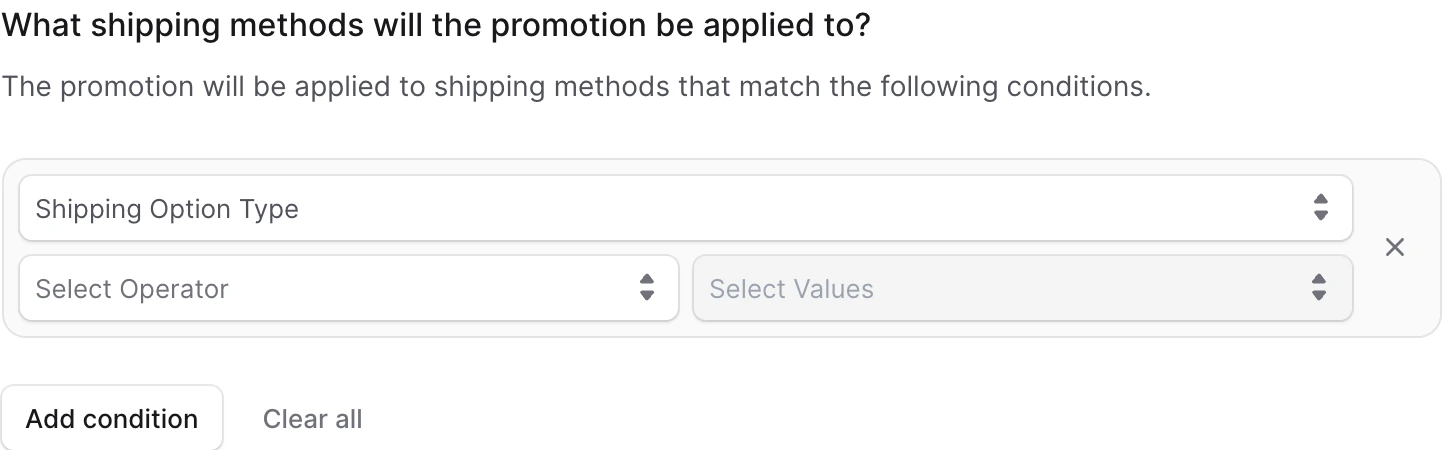 What shipping methods will the promotion be applied to?
The promotion will be applied to shipping methods that match the following conditions.
Shipping Option Type
Select Operator Select Values
Add condition Clear all